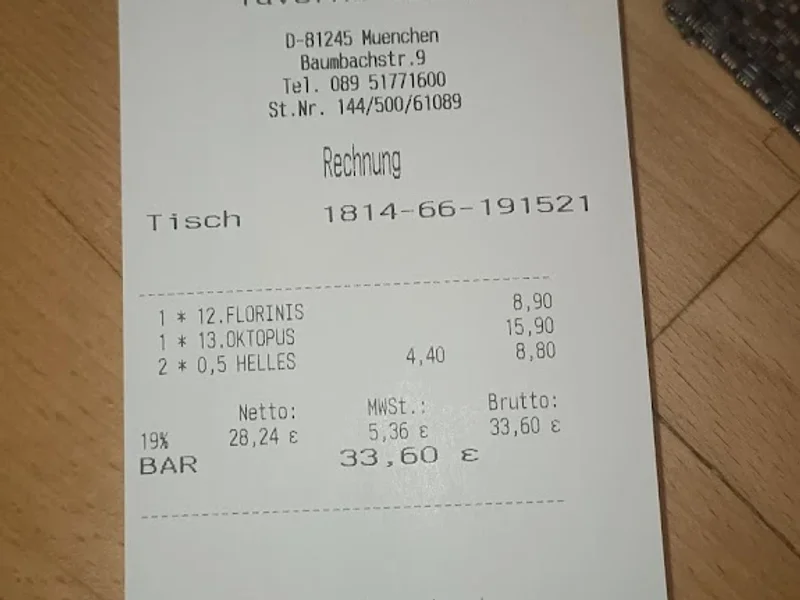 D-81245 Muenchen
Baumbachstr.9
Tel. 089 51771600
St.Nr. 144/500/61089
Rechnung
Tisch 1814-66-191521
1 * 12.FLORINIS 8,90
1 * 13.OKTOPUS 15,90
2 * 0,5 HELLES 4,40 8,80
Netto: MWSt.: Brutto:
19% 28,24 € 5,36 € 33,60 €
BAR 33,60 €